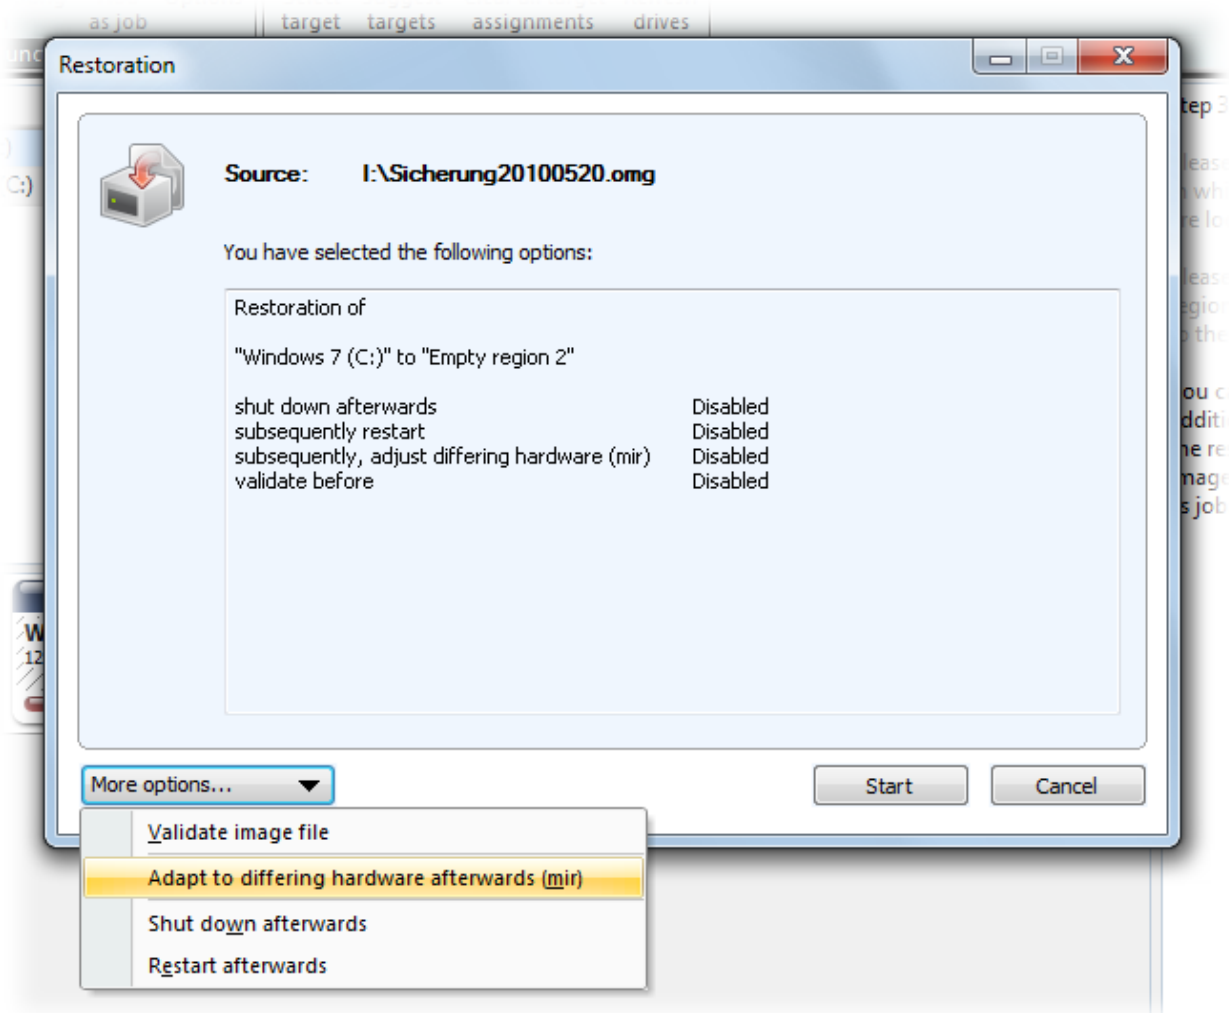 as job
target targets assignments drives
Restoration
Source: I:\Sicherung20100520.omg
You have selected the following options:
Restoration of
"Windows 7 (C:)" to "Empty region 2"
shut down afterwards Disabled
subsequently restart Disabled
subsequently, adjust differing hardware (mir) Disabled
validate before Disabled
More options...
Start
Cancel
Validate image file
Adapt to differing hardware afterwards (mir)
Shut down afterwards
Restart afterwards
C:)
12
s job